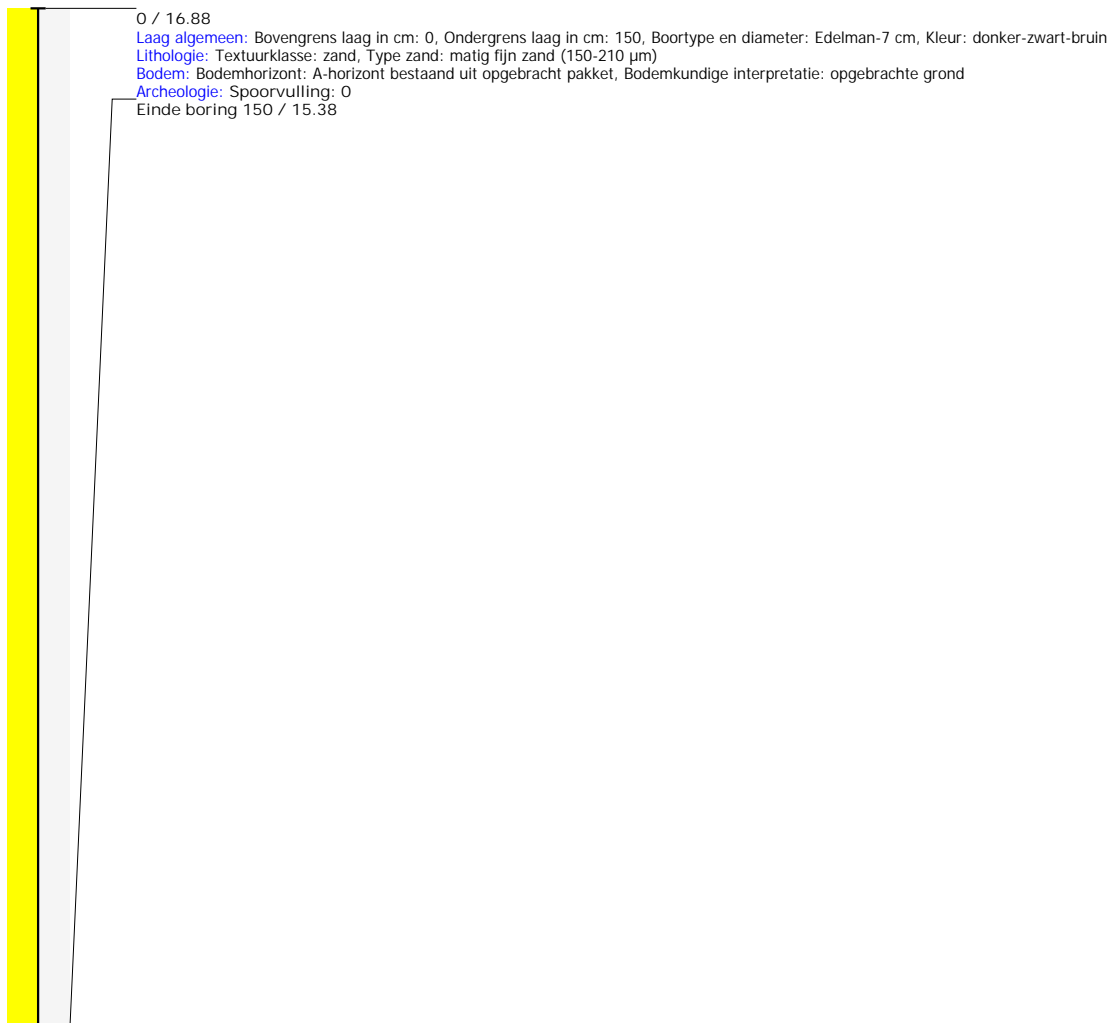 0 / 16.88
Laag algemeen: Bovengrens laag in cm: 0, Ondergrens laag in cm: 150, Boortype en diameter: Edelman-7 cm, Kleur: donker-zwart-bruin
Lithologie: Textuurklasse: zand, Type zand: matig fijn zand (150-210 µm)
Bodem: Bodemhorizont: A-horizont bestaand uit opgebracht pakket, Bodemkundige interpretatie: opgebrachte grond
Archeologie: Spoorvulling: 0
Einde boring 150 / 15.38